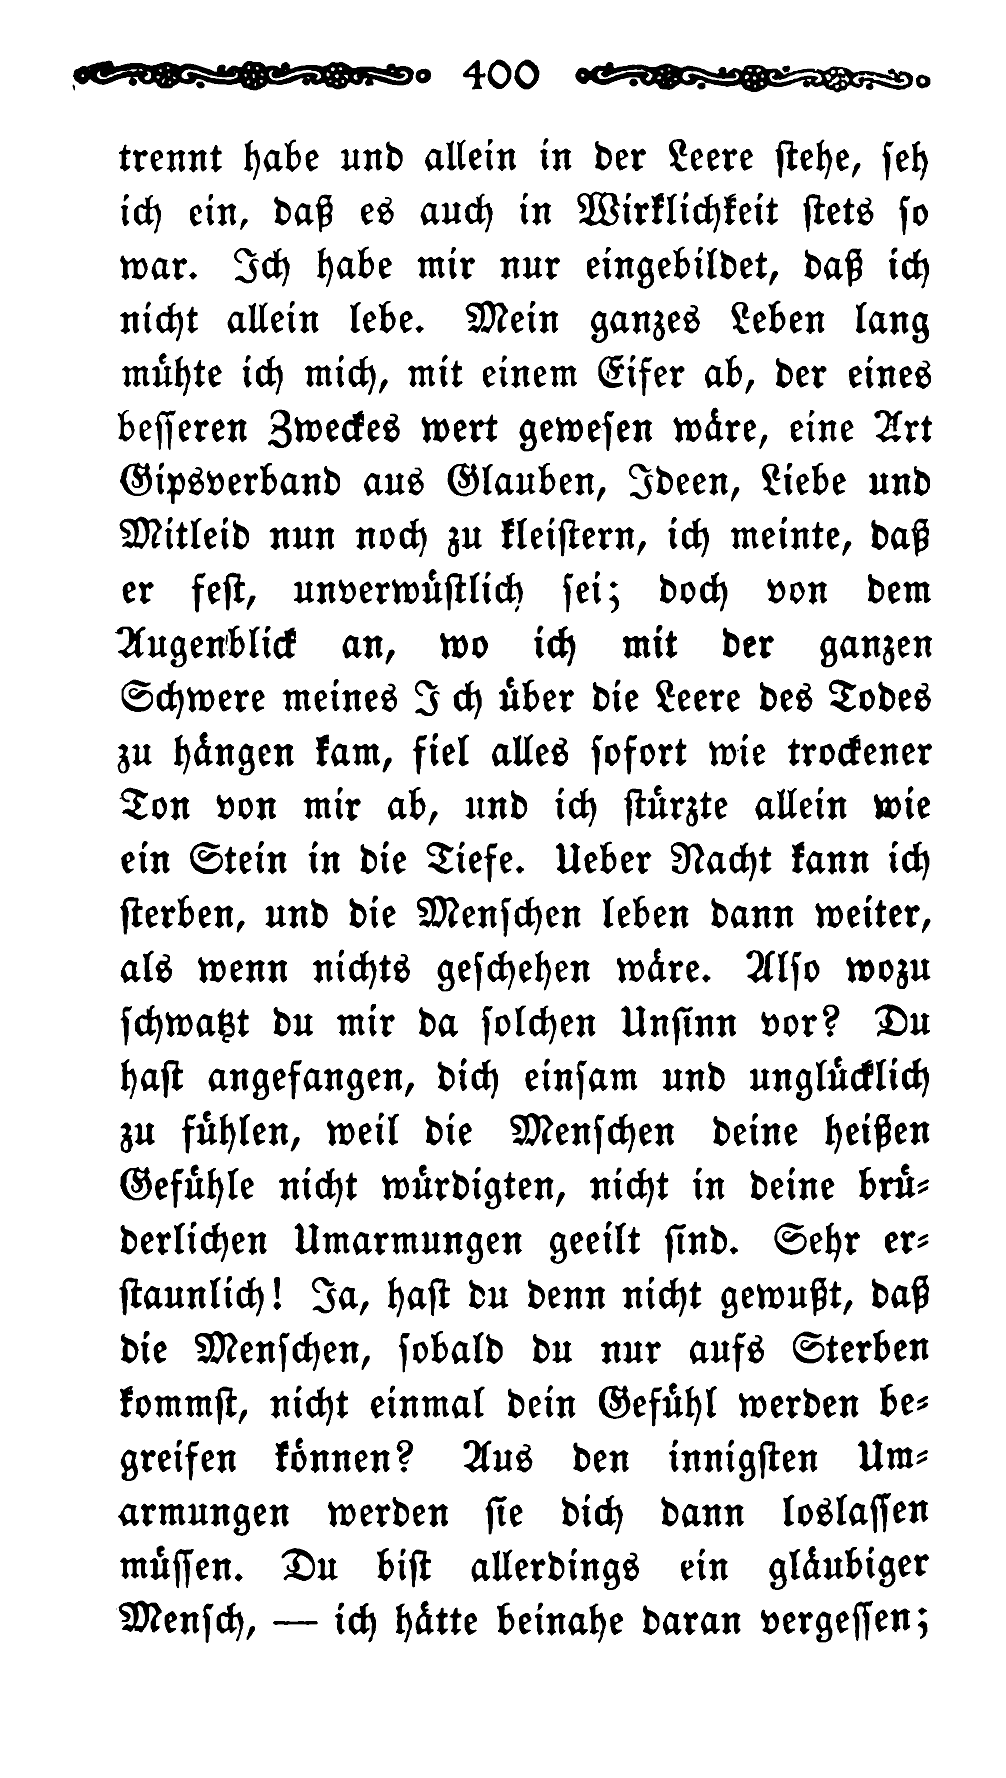 400
trennt habe und allein in der Leere stehe, seh
ich ein, daß es auch in Wirklichkeit stets so
war. Ich habe mir nur eingebildet, daß ich
nicht allein lebe. Mein ganzes Leben lang
mühte ich mich, mit einem Eifer ab, der eines
besseren Zweckes wert gewesen wäre, eine Art
Gipsverband aus Glauben, Ideen, Liebe und
Mitleid nun noch zu kleistern, ich meinte, daß
er fest, unverwüstlich sei; doch von dem
Augenblick an, wo ich mit der ganzen
Schwere meines I ch über die Leere des Todes
zu hängen kam, fiel alles sofort wie trockener
Ton von mir ab, und ich stürzte allein wie
ein Stein in die Tiefe. Ueber Nacht kann ich
sterben, und die Menschen leben dann weiter,
als wenn nichts geschehen wäre. Also wozu
schwatzt du mir da solchen Unsinn vor? Du
hast angefangen, dich einsam und unglücklich
zu fühlen, weil die Menschen deine heißen
Gefühle nicht würdigten, nicht in deine brü-
derlichen Umarmungen geeilt sind. Sehr er-
staunlich! Ja, hast du denn nicht gewußt, daß
die Menschen, sobald du nur aufs Sterben
kommst, nicht einmal dein Gefühl werden be-
greifen können? Aus den innigsten Um-
armungen werden sie dich dann loslassen
müssen. Du bist allerdings ein gläubiger
Mensch, — ich hätte beinahe daran vergessen;